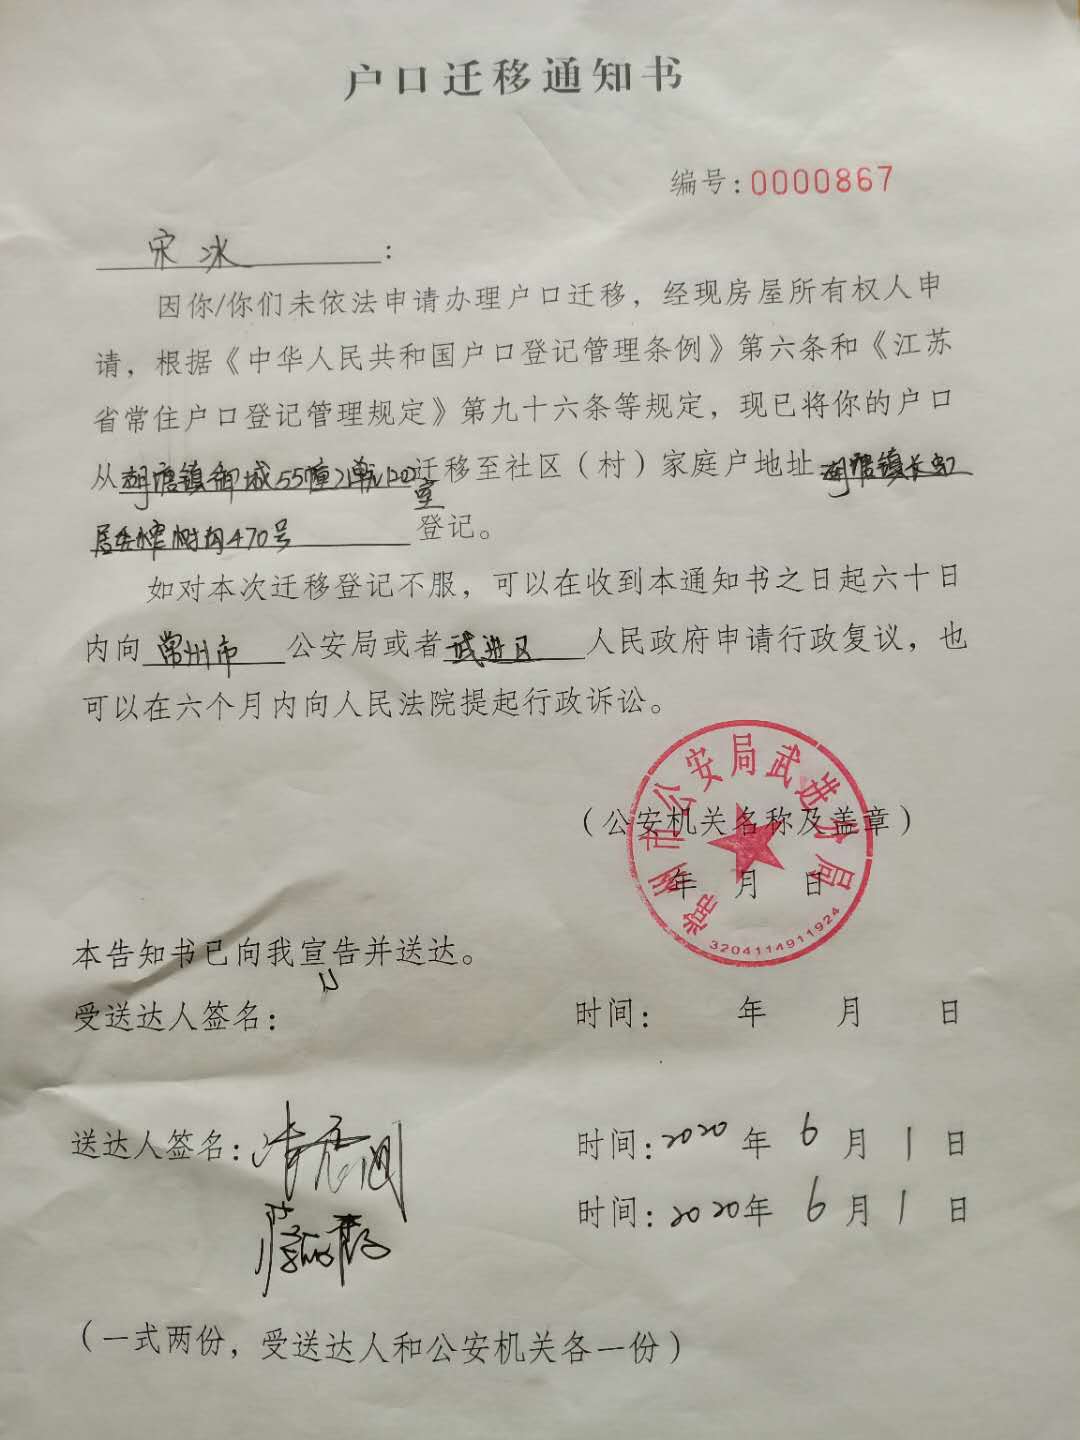 户口迁移通知书
编号:0000867
宋冰:
因你/你们未依法申请办理户口迁移，经现房屋所有权人申
请，根据《中华人民共和国户口登记管理条例》第六条和《江苏
省常住户口登记管理规定》第九十六条等规定，现已将你的户口
从湖塘镇御城55幢 室迁移至社区（村）家庭户地址湖塘镇长虹
居委 470号登记。
如对本次迁移登记不服，可以在收到本通知书之日起六十日
内向常州市公安局或者武进区人民政府申请行政复议，也
可以在六个月内向人民法院提起行政诉讼。
常州市公安局武进分局
（公安机关名称及盖章）
年 月 日
3204114911924
本告知书已向我宣告并送达。
受送达人签名: 时间: 年 月 日
送达人签名: 时间:2020年6月1日
时间:2020年6月1日
（一式两份，受送达人和公安机关各一份）